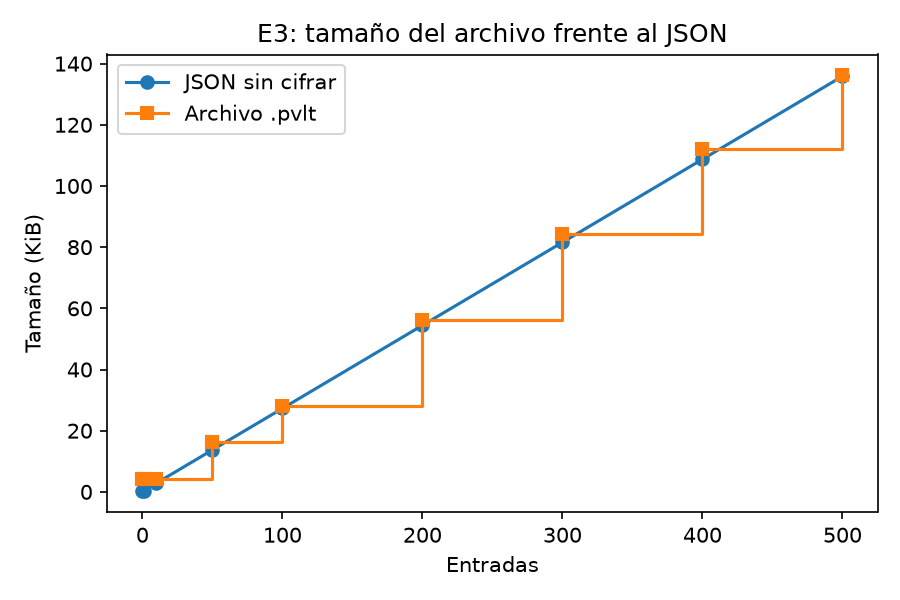 E3: tamaño del archivo frente al JSON
JSON sin cifrar
Archivo .pvlt
Tamaño (KiB)
140
120
100
80
60
40
20
0
0 100 200 300 400 500
Entradas